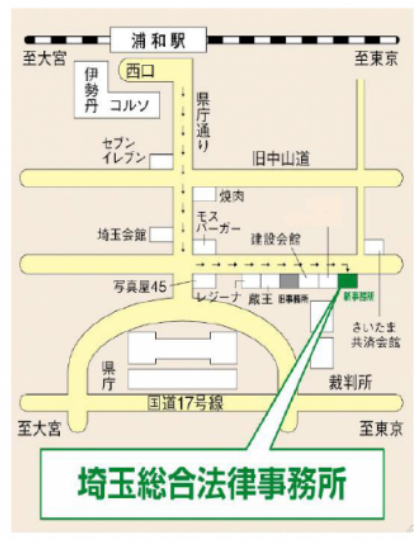 浦和駅
至大宮
至東京
西口
伊勢丹
コルソ
県庁通り
セブン
イレブン
旧中山道
焼肉
モス
バーガー
埼玉会館
建設会館
写真屋45
レジーナ
蔵王
旧事務所
新事務所
さいたま
共済会館
県庁
裁判所
国道17号線
至大宮
至東京
埼玉総合法律事務所